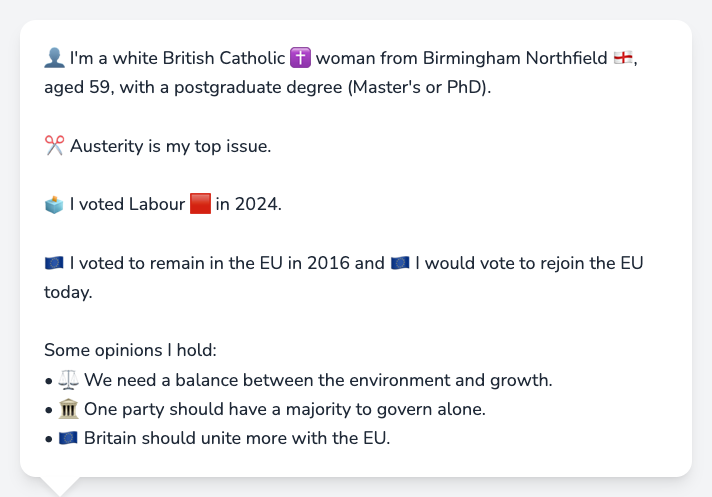 👤 I'm a white British Catholic ✝️ woman from Birmingham Northfield 🏴󠁧󠁢󠁥󠁮󠁧󠁿,
aged 59, with a postgraduate degree (Master's or PhD).
✂️ Austerity is my top issue.
🗳️ I voted Labour 🟥 in 2024.
🇪🇺 I voted to remain in the EU in 2016 and 🇪🇺 I would vote to rejoin the EU
today.
Some opinions I hold:
• ⚖️ We need a balance between the environment and growth.
• 🏛️ One party should have a majority to govern alone.
• 🇪🇺 Britain should unite more with the EU.